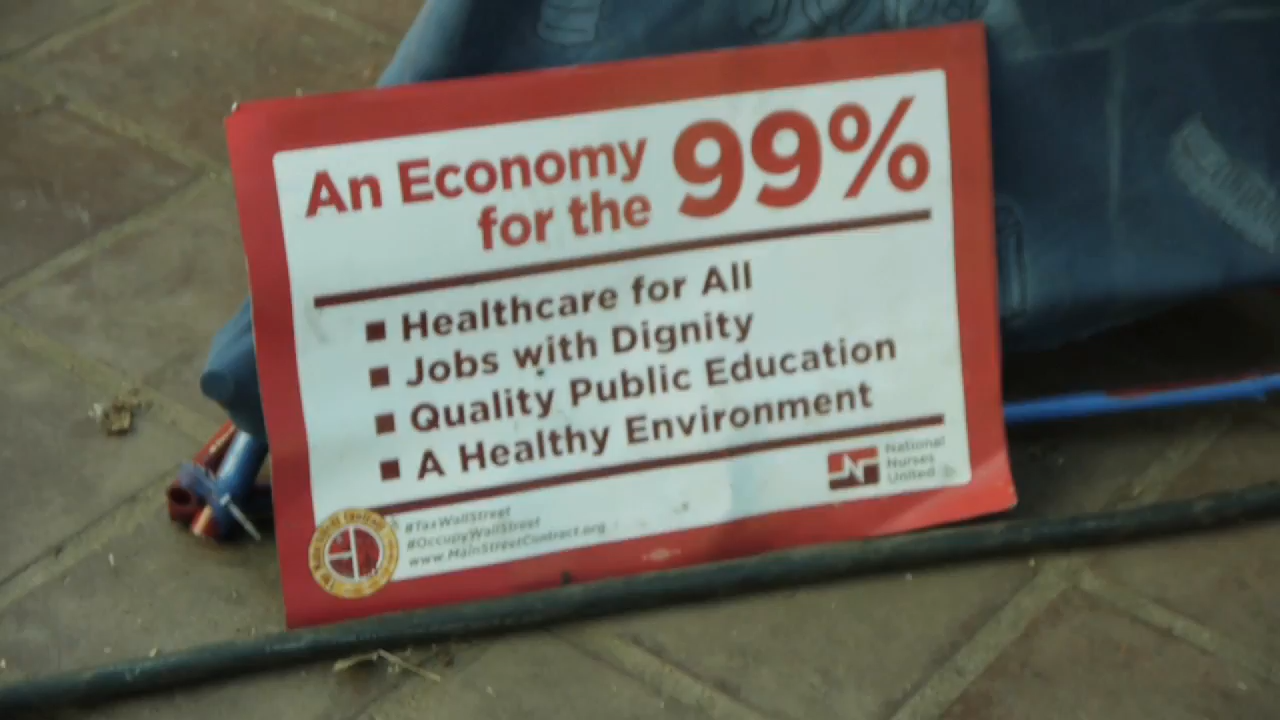 An Economy
for the
99%
■ Healthcare for All
■ Jobs with Dignity
■ Quality Public Education
■ A Healthy Environment
#TaxWallStreet
#OccupyWallStreet
www.MainStreetContract.org
National
Nurses
United